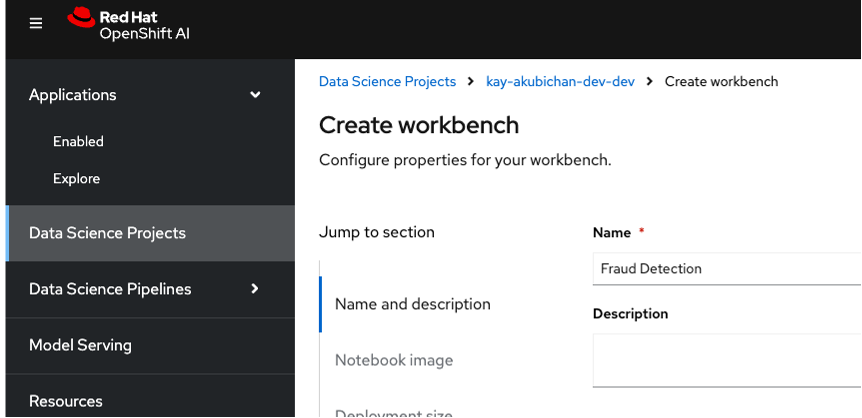 Red Hat
OpenShift AI
Applications
Enabled
Explore
Data Science Projects
Data Science Pipelines
Model Serving
Resources
Data Science Projects > kay-akubichan-dev-dev > Create workbench
Create workbench
Configure properties for your workbench.
Jump to section
Name and description
Notebook image
Deployment size
Name *
Fraud Detection
Description